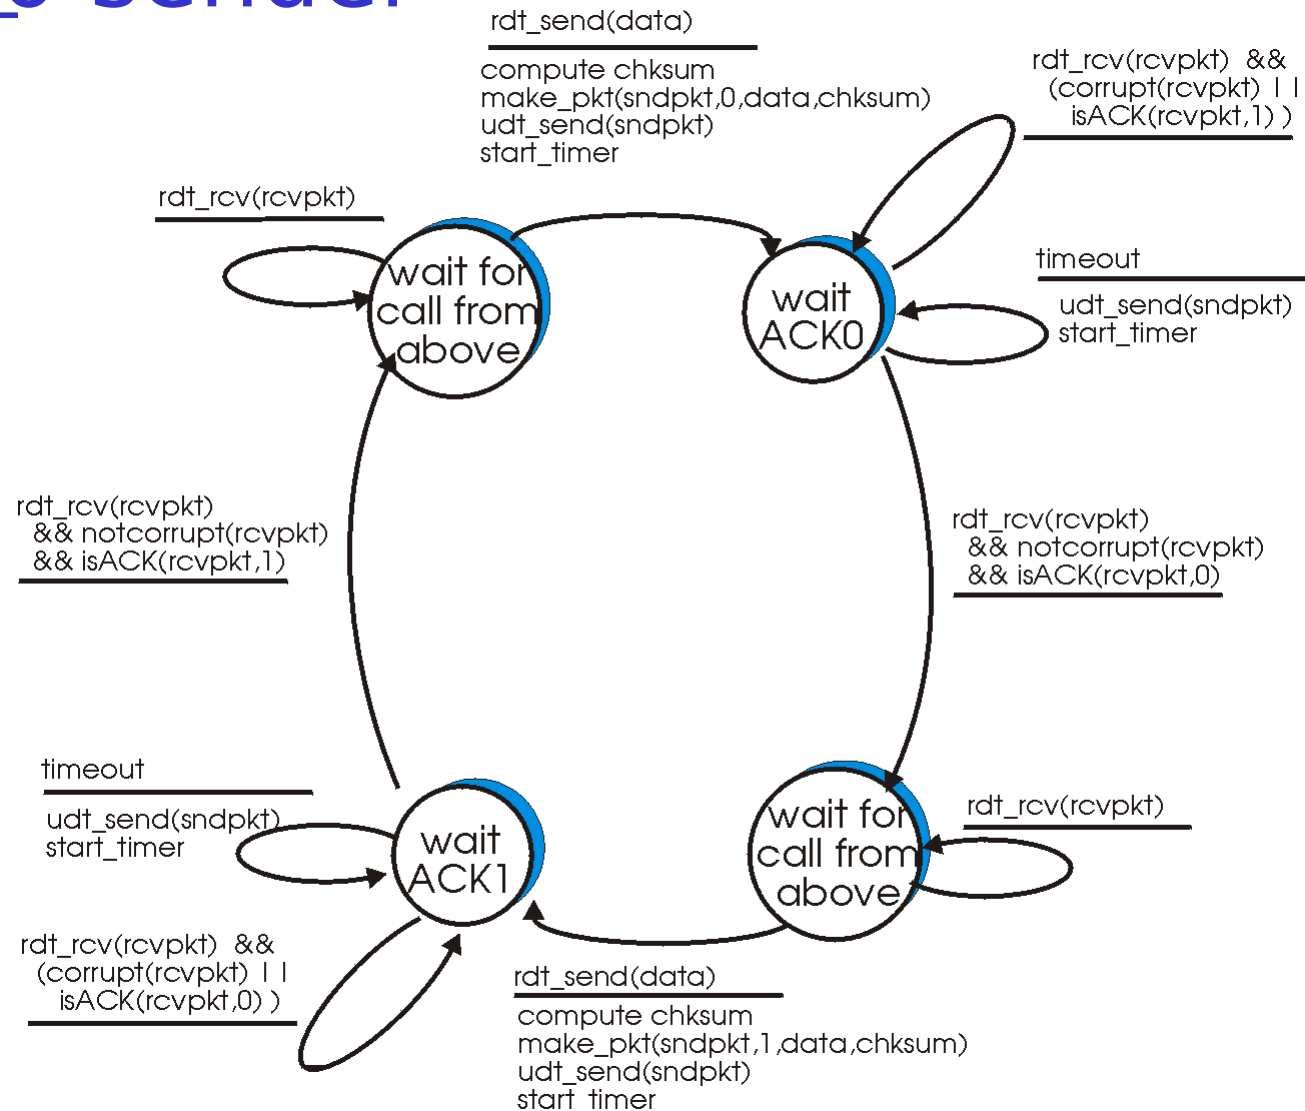 sender
rdt_send(data)
compute chksum
make_pkt(sndpkt,0,data,chksum)
udt_send(sndpkt)
start_timer
rdt_rcv(rcvpkt) &&
(corrupt(rcvpkt) | |
isACK(rcvpkt,1) )
rdt_rcv(rcvpkt)
wait for
call from
above
wait
ACK0
timeout
udt_send(sndpkt)
start_timer
rdt_rcv(rcvpkt)
&& notcorrupt(rcvpkt)
&& isACK(rcvpkt,1)
rdt_rcv(rcvpkt)
&& notcorrupt(rcvpkt)
&& isACK(rcvpkt,0)
timeout
udt_send(sndpkt)
start_timer
wait
ACK1
wait for
call from
above
rdt_rcv(rcvpkt)
rdt_rcv(rcvpkt) &&
(corrupt(rcvpkt) | |
isACK(rcvpkt,0) )
rdt_send(data)
compute chksum
make_pkt(sndpkt,1,data,chksum)
udt_send(sndpkt)
start_timer